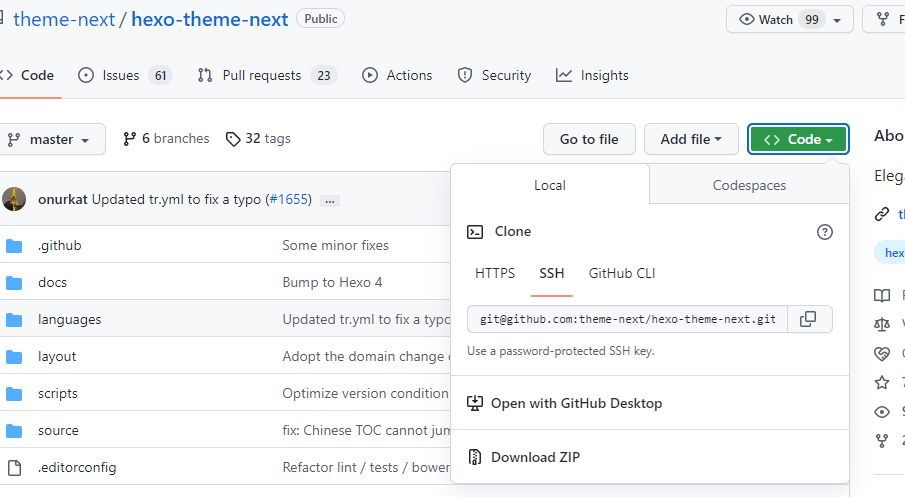 theme-next / hexo-theme-next Public
Watch 99
F
Code Issues 61 Pull requests 23 Actions Security Insights
master 6 branches 32 tags Go to file Add file Code
Abo
Local Codespaces
Eleg
onurkat Updated tr.yml to fix a typo (#1655) ...
Clone
.github Some minor fixes
HTTPS SSH GitHub CLI
hex
docs Bump to Hexo 4
languages Updated tr.yml to fix a typo
git@github.com:theme-next/hexo-theme-next.git
layout Adopt the domain change
Use a password-protected SSH key.
scripts Optimize version condition
Open with GitHub Desktop
source fix: Chinese TOC cannot jum
.editorconfig Refactor lint / tests / bower
Download ZIP